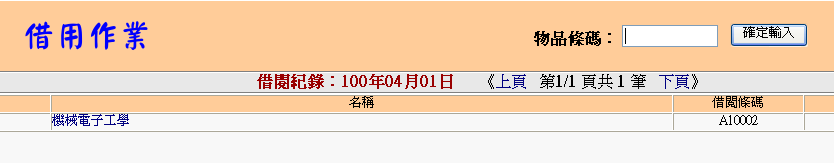 借用作業 物品條碼： 確定輸入
借閱紀錄：100年04月01日 《上頁 第1/1 頁共 1 筆 下頁》
名稱 借閱條碼
機械電子工學 A10002